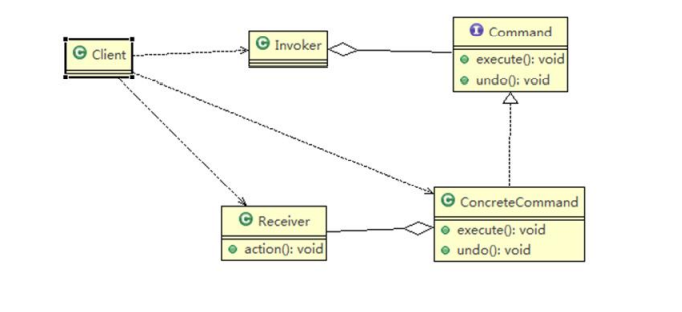 C Client
C Invoker
I Command
execute(): void
undo(): void
C Receiver
action(): void
C ConcreteCommand
execute(): void
undo(): void